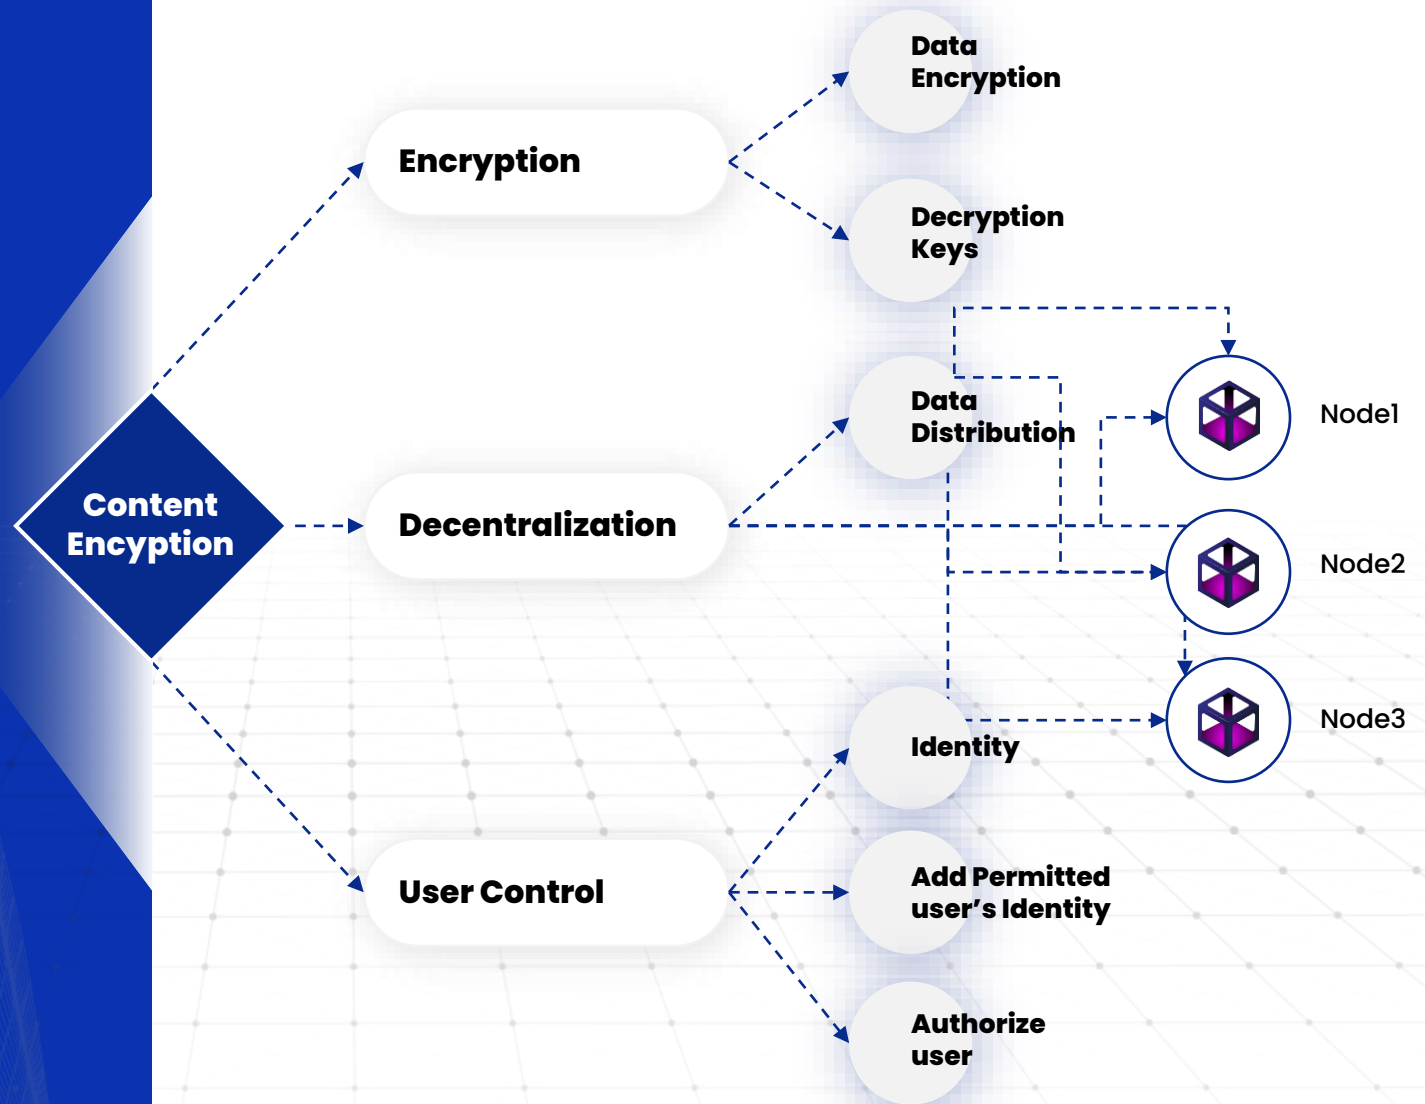 Content
Encyption
Encryption
Data
Encryption
Decryption
Keys
Decentralization
Data
Distribution
Node1
Node2
Node3
User Control
Identity
Add Permitted
user’s Identity
Authorize
user